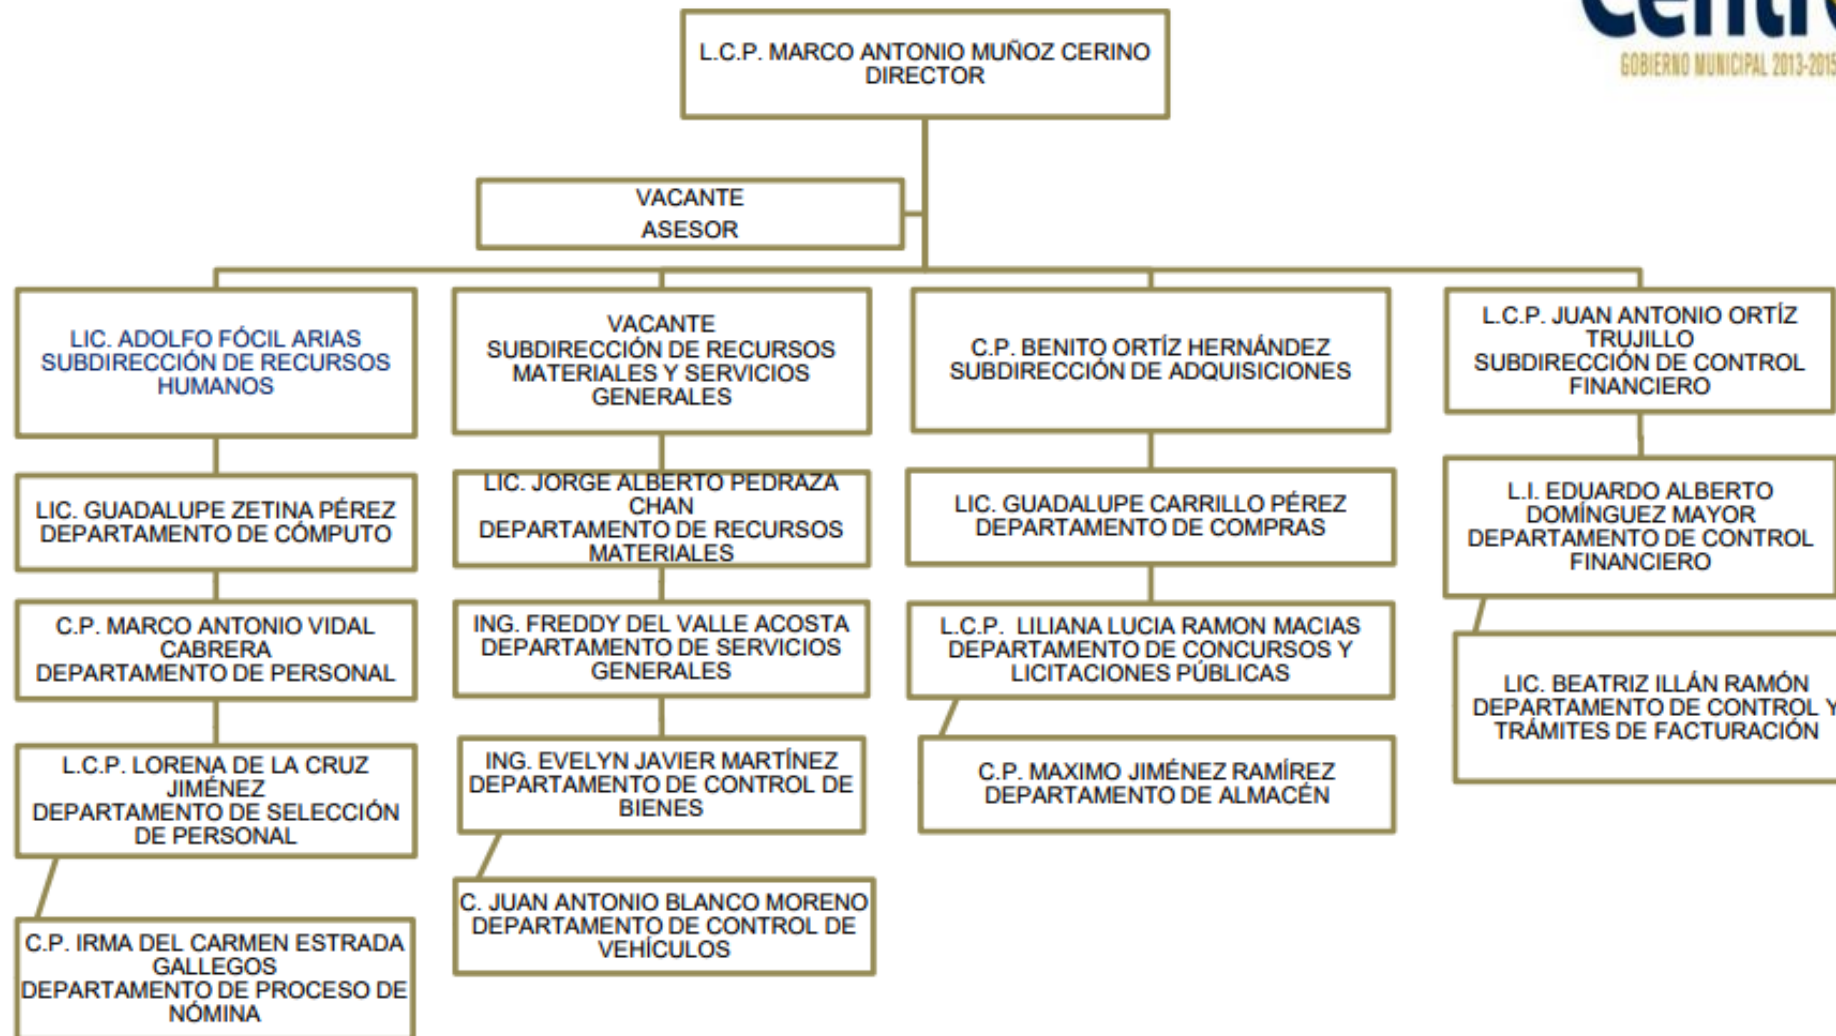 Centro
GOBIERNO MUNICIPAL 2013-2015
L.C.P. MARCO ANTONIO MUÑOZ CERINO
DIRECTOR
VACANTE
ASESOR
LIC. ADOLFO FÓCIL ARIAS
SUBDIRECCIÓN DE RECURSOS
HUMANOS
LIC. GUADALUPE ZETINA PÉREZ
DEPARTAMENTO DE CÓMPUTO
C.P. MARCO ANTONIO VIDAL
CABRERA
DEPARTAMENTO DE PERSONAL
L.C.P. LORENA DE LA CRUZ
JIMÉNEZ
DEPARTAMENTO DE SELECCIÓN
DE PERSONAL
C.P. IRMA DEL CARMEN ESTRADA
GALLEGOS
DEPARTAMENTO DE PROCESO DE
NÓMINA
VACANTE
SUBDIRECCIÓN DE RECURSOS
MATERIALES Y SERVICIOS
GENERALES
LIC. JORGE ALBERTO PEDRAZA
CHAN
DEPARTAMENTO DE RECURSOS
MATERIALES
ING. FREDDY DEL VALLE ACOSTA
DEPARTAMENTO DE SERVICIOS
GENERALES
ING. EVELYN JAVIER MARTÍNEZ
DEPARTAMENTO DE CONTROL DE
BIENES
C. JUAN ANTONIO BLANCO MORENO
DEPARTAMENTO DE CONTROL DE
VEHÍCULOS
C.P. BENITO ORTÍZ HERNÁNDEZ
SUBDIRECCIÓN DE ADQUISICIONES
LIC. GUADALUPE CARRILLO PÉREZ
DEPARTAMENTO DE COMPRAS
L.C.P. LILIANA LUCIA RAMON MACIAS
DEPARTAMENTO DE CONCURSOS Y
LICITACIONES PÚBLICAS
C.P. MAXIMO JIMÉNEZ RAMÍREZ
DEPARTAMENTO DE ALMACÉN
L.C.P. JUAN ANTONIO ORTÍZ
TRUJILLO
SUBDIRECCIÓN DE CONTROL
FINANCIERO
L.I. EDUARDO ALBERTO
DOMÍNGUEZ MAYOR
DEPARTAMENTO DE CONTROL
FINANCIERO
LIC. BEATRIZ ILLÁN RAMÓN
DEPARTAMENTO DE CONTROL Y
TRÁMITES DE FACTURACIÓN